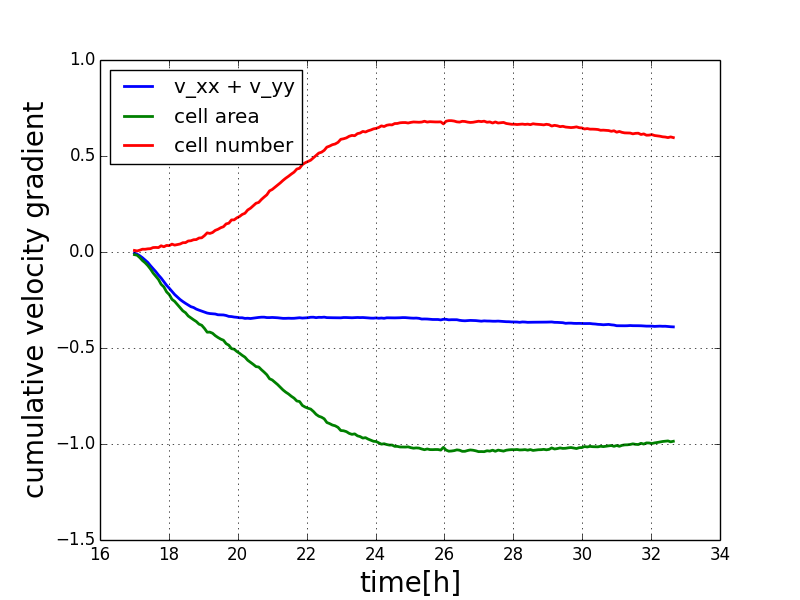 1.0
0.5
0.0
−0.5
−1.0
−1.5
16 18 20 22 24 26 28 30 32 34
time[h]
cumulative velocity gradient
v_xx + v_yy
cell area
cell number